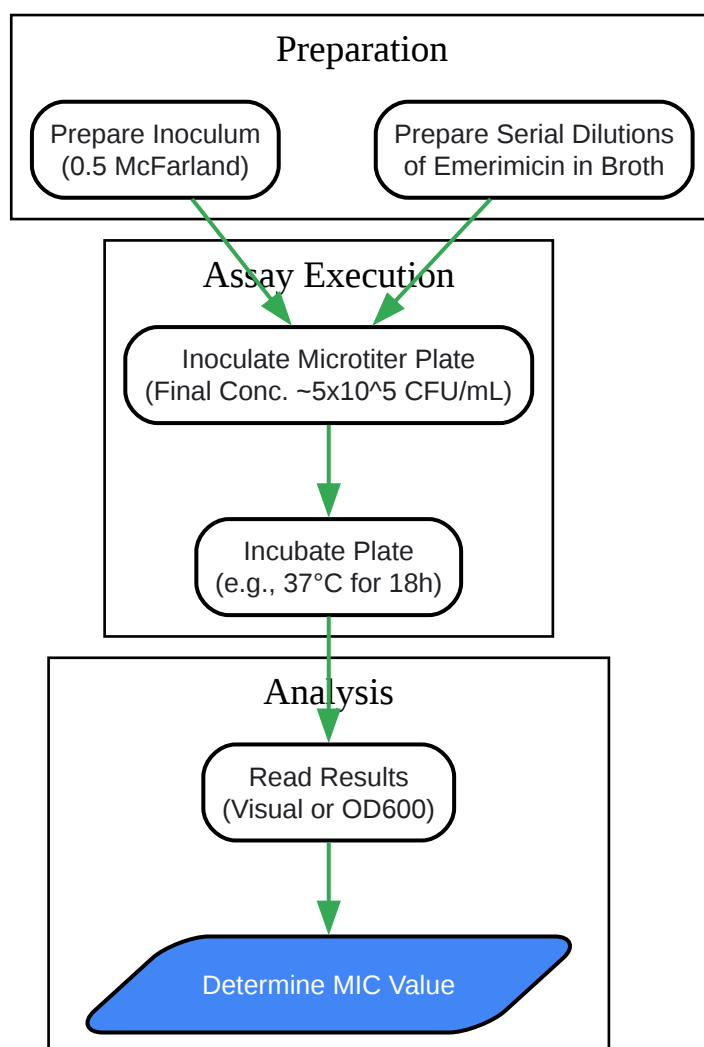 Preparation
Prepare Inoculum
(0.5 McFarland)
Prepare Serial Dilutions
of Emerimicin in Broth
Assay Execution
Inoculate Microtiter Plate
(Final Conc. ~5x10^5 CFU/mL)
Incubate Plate
(e.g., 37°C for 18h)
Analysis
Read Results
(Visual or OD600)
Determine MIC Value